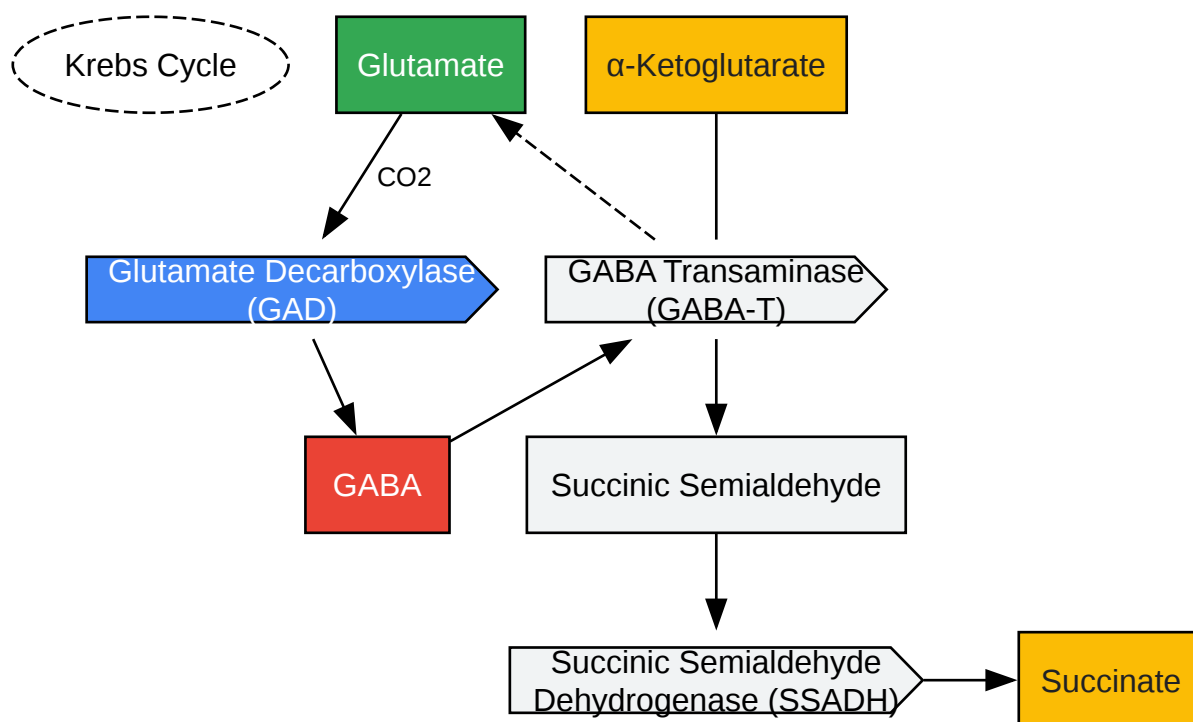 Krebs Cycle
Glutamate
α-Ketoglutarate
CO2
Glutamate Decarboxylase
(GAD)
GABA Transaminase
(GABA-T)
GABA
Succinic Semialdehyde
Succinic Semialdehyde
Dehydrogenase (SSADH)
Succinate